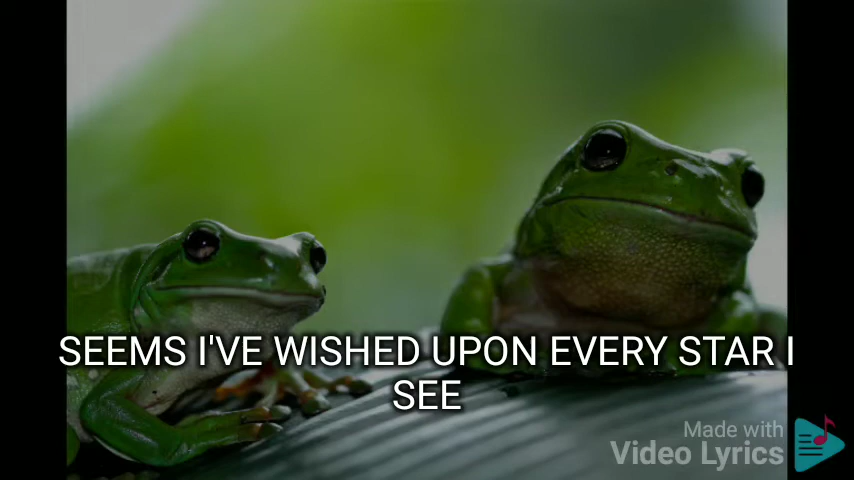 SEEMS I'VE WISHED UPON EVERY STAR I
SEE
Made with
Video Lyrics